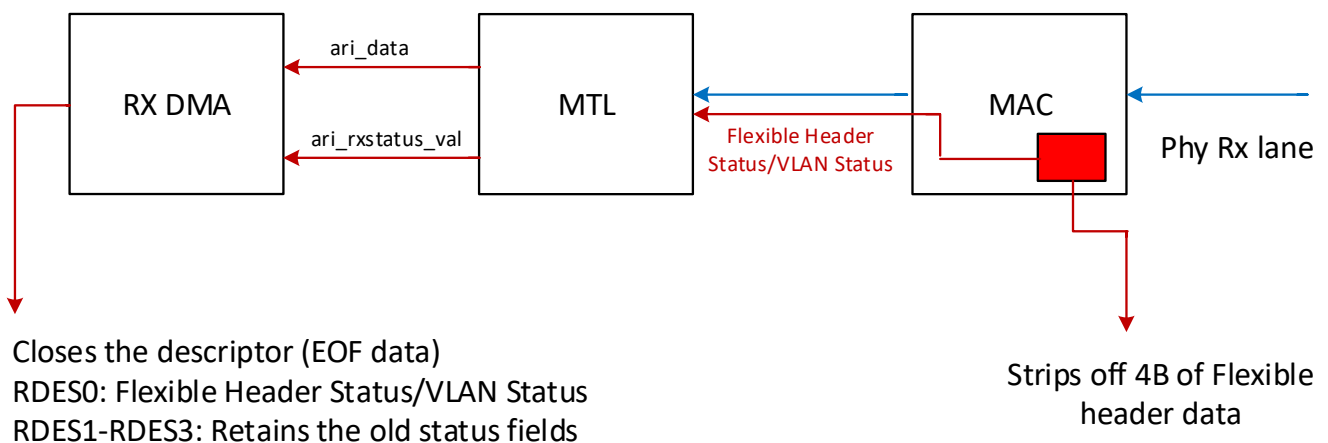 RX DMA
ari_data
ari_rxstatus_val
MTL
Flexible Header
Status/VLAN Status
MAC
Phy Rx lane
Closes the descriptor (EOF data)
RDES0: Flexible Header Status/VLAN Status
RDES1-RDES3: Retains the old status fields
Strips off 4B of Flexible
header data